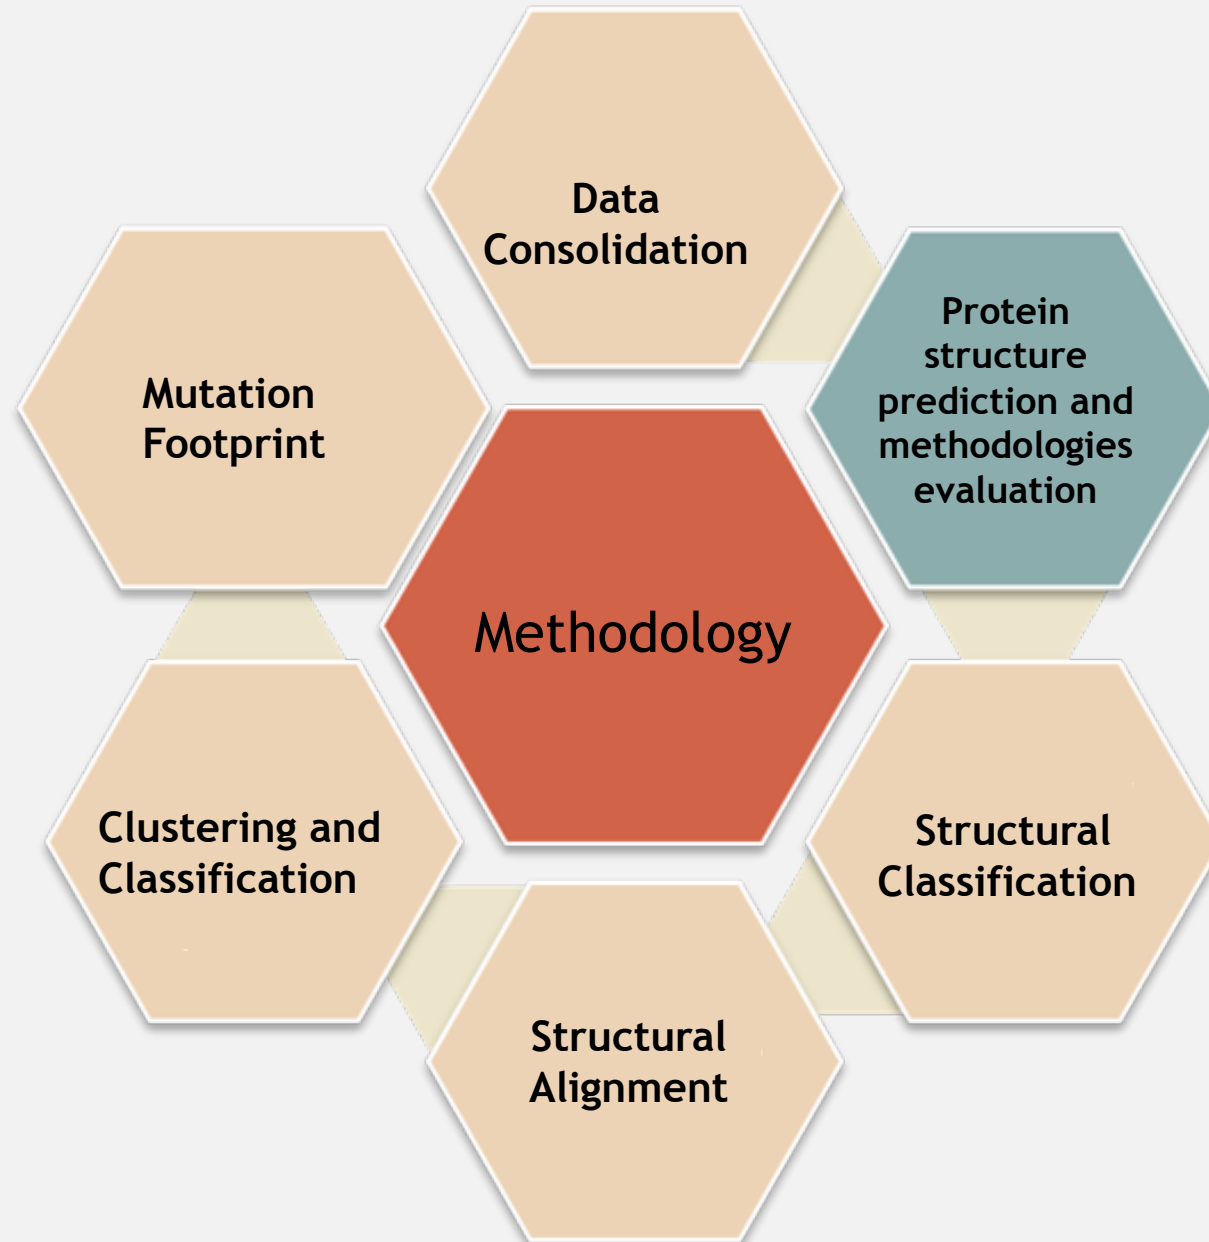 Data
Consolidation
Protein
structure
prediction and
methodologies
evaluation
Mutation
Footprint
Methodology
Clustering and
Classification
Structural
Classification
Structural
Alignment